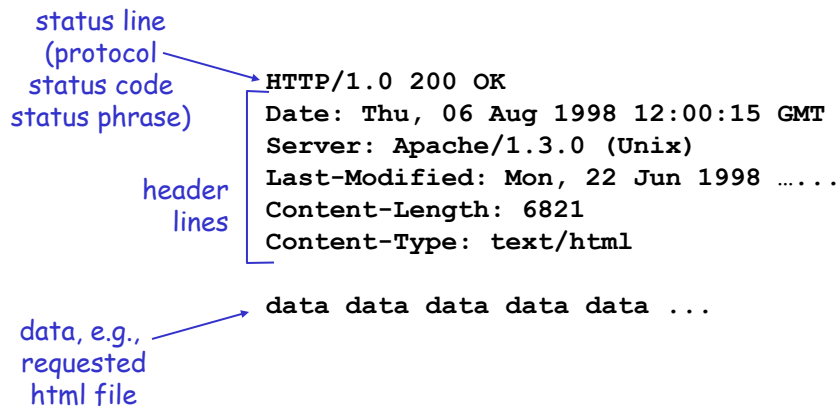 status line
(protocol
status code
status phrase)
HTTP/1.0 200 OK
Date: Thu, 06 Aug 1998 12:00:15 GMT
Server: Apache/1.3.0 (Unix)
Last-Modified: Mon, 22 Jun 1998 …...
Content-Length: 6821
Content-Type: text/html
header
lines
data data data data data ...
data, e.g.,
requested
html file